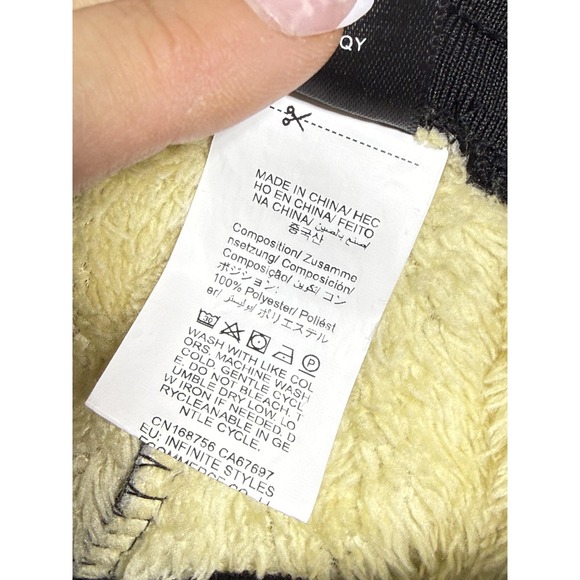 QY
MADE IN CHINA/ HEC
HO EN CHINA/ FEITO
NA CHINA/ صنع بالصين/
중국산
Composition/ Zusamme
nsetzung/ Composición/
Composição/ تكوين/ コン
ポジション:
100% Polyester/ Poliést
er/ بوليستر/ ポリエステル
WASH WITH LIKE COL
ORS, MACHINE WASH
COLD, GENTLE CYCL
E. DO NOT BLEACH. T
UMBLE DRY LOW. LO
W IRON IF NEEDED. D
RYCLEANABLE IN GE
NTLE CYCLE.
CN168756 CA67697
EU: INFINITE STYLES
ECOMMERCE CO.,